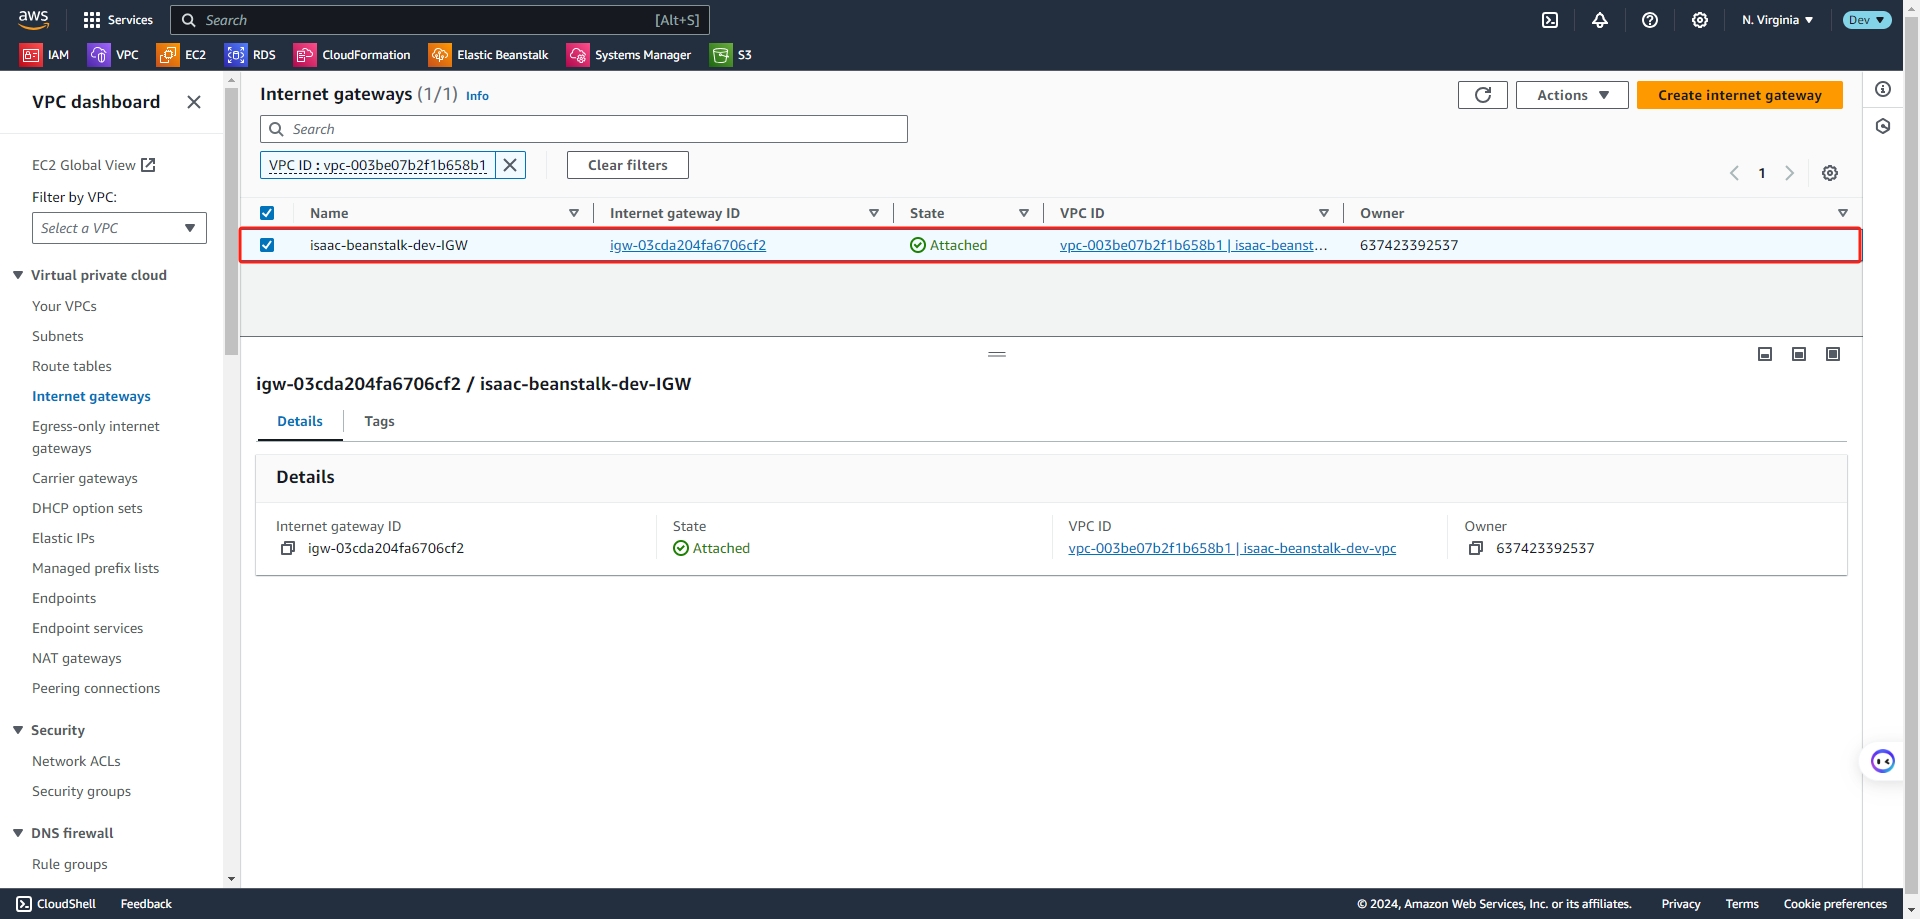 aws
Services
Search
[Alt+S]
N. Virginia
Dev
IAM
VPC
EC2
RDS
CloudFormation
Elastic Beanstalk
Systems Manager
S3
VPC dashboard
EC2 Global View
Filter by VPC:
Select a VPC
Virtual private cloud
Your VPCs
Subnets
Route tables
Internet gateways
Egress-only internet
gateways
Carrier gateways
DHCP option sets
Elastic IPs
Managed prefix lists
Endpoints
Endpoint services
NAT gateways
Peering connections
Security
Network ACLs
Security groups
DNS firewall
Rule groups
Internet gateways (1/1) Info
Actions
Create internet gateway
Search
VPC ID : vpc-003be07b2f1b658b1
Clear filters
1
Name
Internet gateway ID
State
VPC ID
Owner
isaac-beanstalk-dev-IGW
igw-03cda204fa6706cf2
Attached
vpc-003be07b2f1b658b1 | isaac-beanst...
637423392537
igw-03cda204fa6706cf2 / isaac-beanstalk-dev-IGW
Details
Tags
Details
Internet gateway ID
igw-03cda204fa6706cf2
State
Attached
VPC ID
vpc-003be07b2f1b658b1 | isaac-beanstalk-dev-vpc
Owner
637423392537
CloudShell
Feedback
© 2024, Amazon Web Services, Inc. or its affiliates.
Privacy
Terms
Cookie preferences